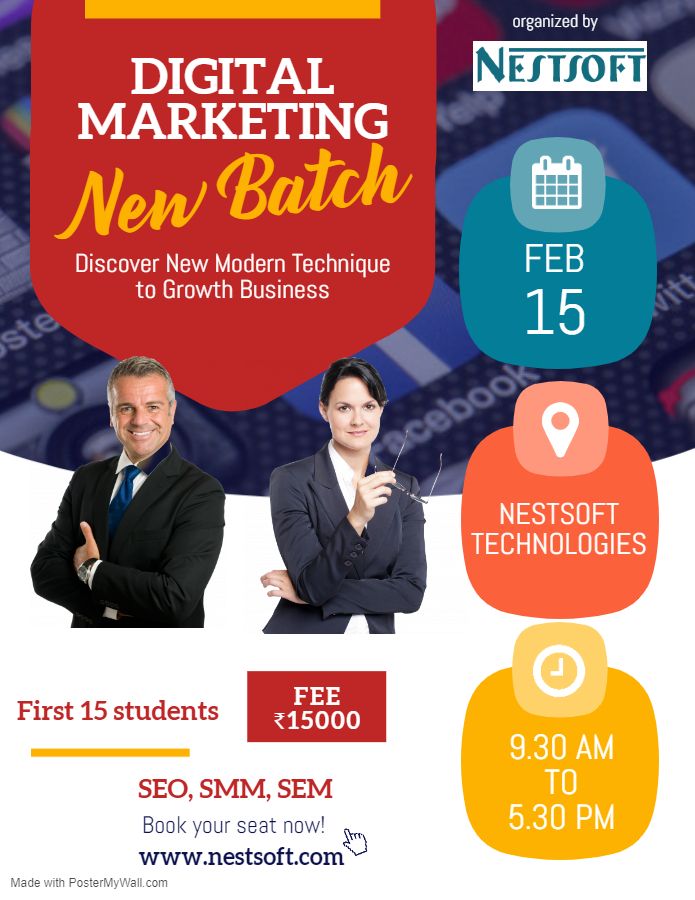 organized by
NESTSOFT
DIGITAL
MARKETING
New Batch
Discover New Modern Technique
to Growth Business
FEB
15
facebook
NESTSOFT
TECHNOLOGIES
9.30 AM
TO
5.30 PM
First 15 students
FEE
₹15000
SEO, SMM, SEM
Book your seat now!
www.nestsoft.com
Made with PosterMyWall.com